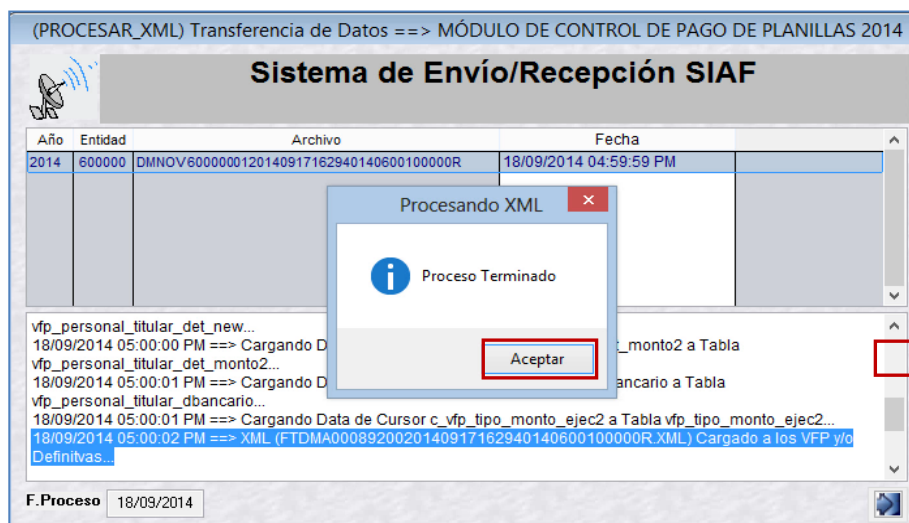 (PROCESAR_XML) Transferencia de Datos ==> MÓDULO DE CONTROL DE PAGO DE PLANILLAS 2014
Sistema de Envío/Recepción SIAF
Año Entidad Archivo Fecha
2014 600000 DMNOV60000001201409171629401406001000000R 18/09/2014 04:59:59 PM
Procesando XML
Proceso Terminado
Aceptar
vfp_personal_titular_det_new...
18/09/2014 05:00:00 PM ==> Cargando D _monto2 a Tabla
vfp_personal_titular_det_monto2...
18/09/2014 05:00:01 PM ==> Cargando D ancario a Tabla
vfp_personal_titular_dbancario...
18/09/2014 05:00:01 PM ==> Cargando Data de Cursor c_vfp_tipo_monto_ejec2 a Tabla vfp_tipo_monto_ejec2...
18/09/2014 05:00:02 PM ==> XML (FTDMA00089200201409171629401406001000000R.XML) Cargado a los VFP y/o
Definitvas...
F.Proceso 18/09/2014